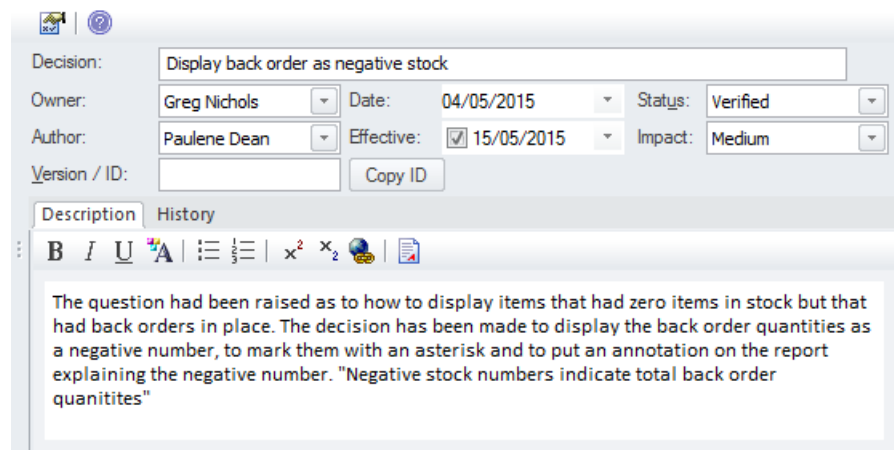 Decision: Display back order as negative stock
Owner: Greg Nichols Date: 04/05/2015 Status: Verified
Author: Paulene Dean Effective: 15/05/2015 Impact: Medium
Version / ID: Copy ID
Description History
B I U A x² x₂
The question had been raised as to how to display items that had zero items in stock but that
had back orders in place. The decision has been made to display the back order quantities as
a negative number, to mark them with an asterisk and to put an annotation on the report
explaining the negative number. "Negative stock numbers indicate total back order
quanitites"